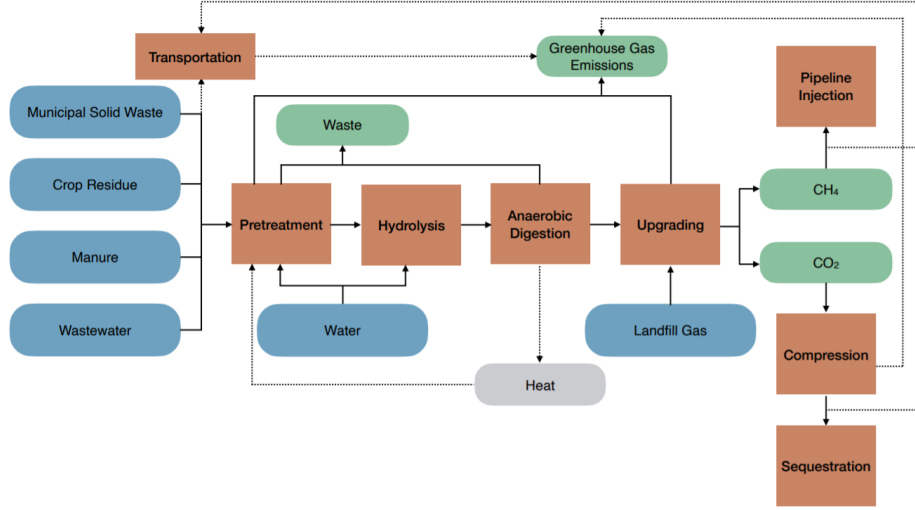 Transportation
Greenhouse Gas
Emissions
Pipeline
Injection
Municipal Solid Waste
Waste
Crop Residue
Pretreatment
Hydrolysis
Anaerobic
Digestion
Upgrading
CH₄
Manure
CO₂
Wastewater
Water
Landfill Gas
Compression
Heat
Sequestration